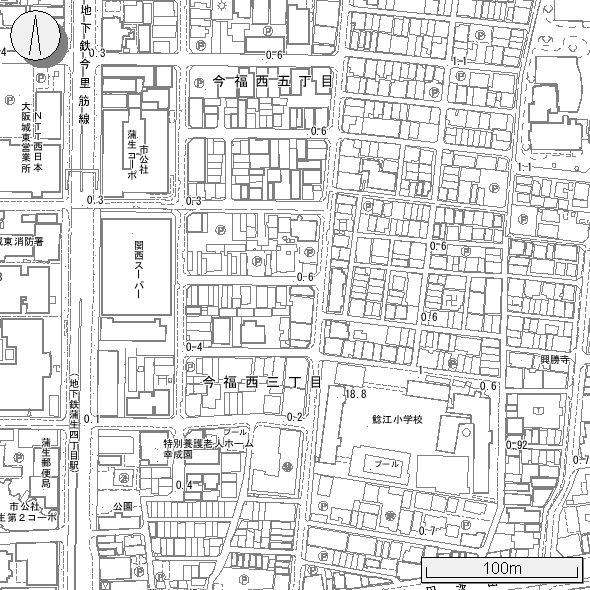 地下鉄今里筋線
0.3
0.6
1.1
今福西五丁目
0.6
NTT西日本
大阪城東営業所
市公社
蒲生コーポ
0.3
0.3
1.1
城東消防署
関西スーパー
0.6
0.6
0.6
0.4
興勝寺
今福西三丁目
18.8
0.6
0.1
0.2
鯰江小学校
(地下鉄蒲生四丁目駅)
プール
特別養護老人ホーム
幸成園
0.92
0.7
蒲生郵便局
プール
0.4
市公社
生第2コーポ
公園
0.7
100m